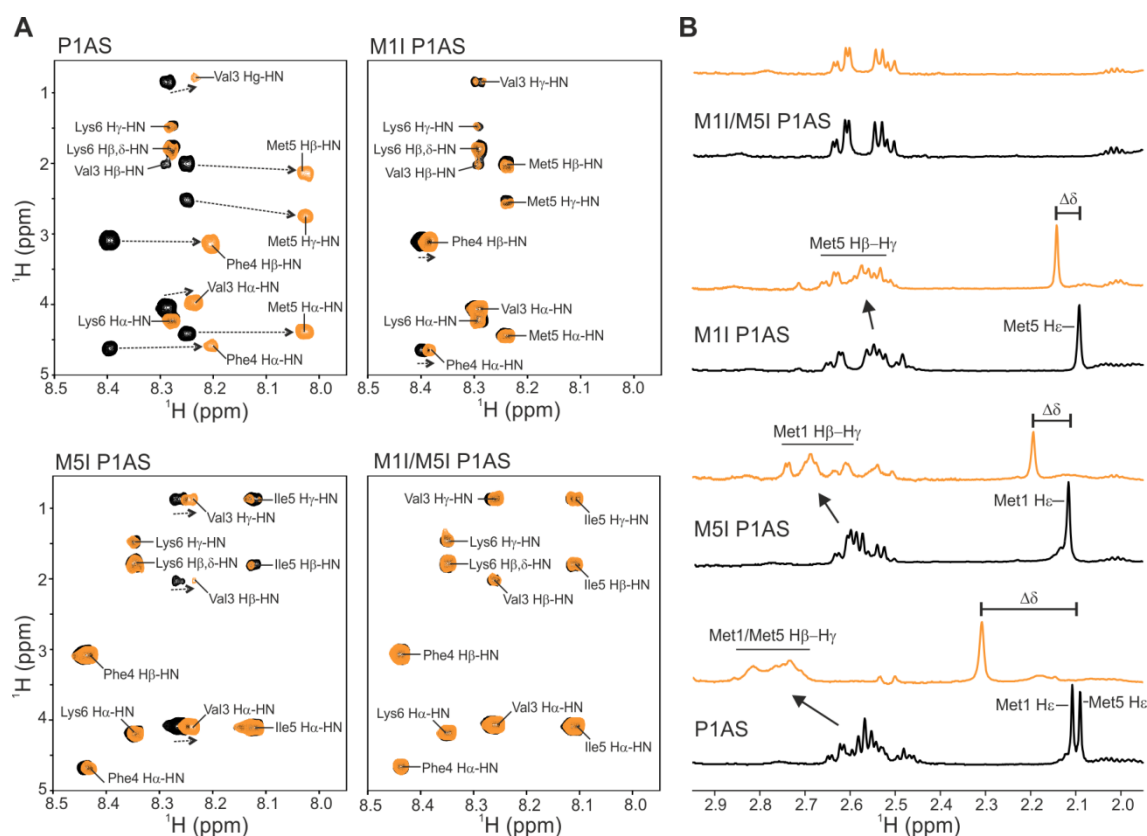 A
P1AS
Val3 Hg-HN
Lys6 Hγ-HN
Lys6 Hβ,δ-HN
Val3 Hβ-HN
Met5 Hβ-HN
Met5 Hγ-HN
Phe4 Hβ-HN
Val3 Hα-HN
Met5 Hα-HN
Lys6 Hα-HN
Phe4 Hα-HN
1
2
3
4
5
¹H (ppm)
8.5 8.4 8.3 8.2 8.1 8.0
¹H (ppm)
M1I P1AS
Val3 Hγ-HN
Lys6 Hγ-HN
Lys6 Hβ,δ-HN
Val3 Hβ-HN
Met5 Hβ-HN
Met5 Hγ-HN
Phe4 Hβ-HN
Val3 Hα-HN
Lys6 Hα-HN
Met5 Hα-HN
Phe4 Hα-HN
8.5 8.4 8.3 8.2 8.1 8.0
¹H (ppm)
M5I P1AS
Ile5 Hγ-HN
Val3 Hγ-HN
Lys6 Hγ-HN
Lys6 Hβ,δ-HN
Ile5 Hβ-HN
Val3 Hβ-HN
Phe4 Hβ-HN
Lys6 Hα-HN
Val3 Hα-HN
Ile5 Hα-HN
Phe4 Hα-HN
1
2
3
4
5
¹H (ppm)
8.5 8.4 8.3 8.2 8.1 8.0
¹H (ppm)
M1I/M5I P1AS
Val3 Hγ-HN
Ile5 Hγ-HN
Lys6 Hγ-HN
Lys6 Hβ,δ-HN
Ile5 Hβ-HN
Val3 Hβ-HN
Phe4 Hβ-HN
Lys6 Hα-HN
Val3 Hα-HN
Ile5 Hα-HN
Phe4 Hα-HN
8.5 8.4 8.3 8.2 8.1 8.0
¹H (ppm)
B
M1I/M5I P1AS
Δδ
Met5 Hβ–Hγ
M1I P1AS
Met5 Hε
Δδ
Met1 Hβ–Hγ
Met1 Hε
M5I P1AS
Δδ
Met1/Met5 Hβ–Hγ
Met1 Hε
Met5 Hε
P1AS
2.9 2.8 2.7 2.6 2.5 2.4 2.3 2.2 2.1 2.0
¹H (ppm)